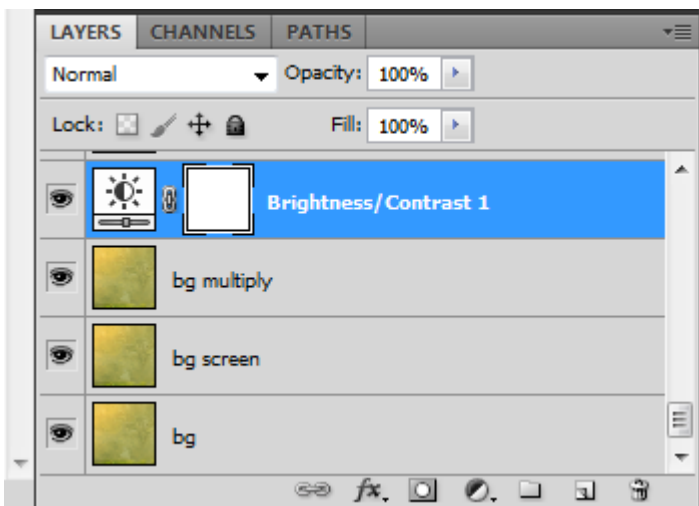 LAYERS CHANNELS PATHS
Normal Opacity: 100%
Lock: Fill: 100%
Brightness/Contrast 1
bg multiply
bg screen
bg
fx.